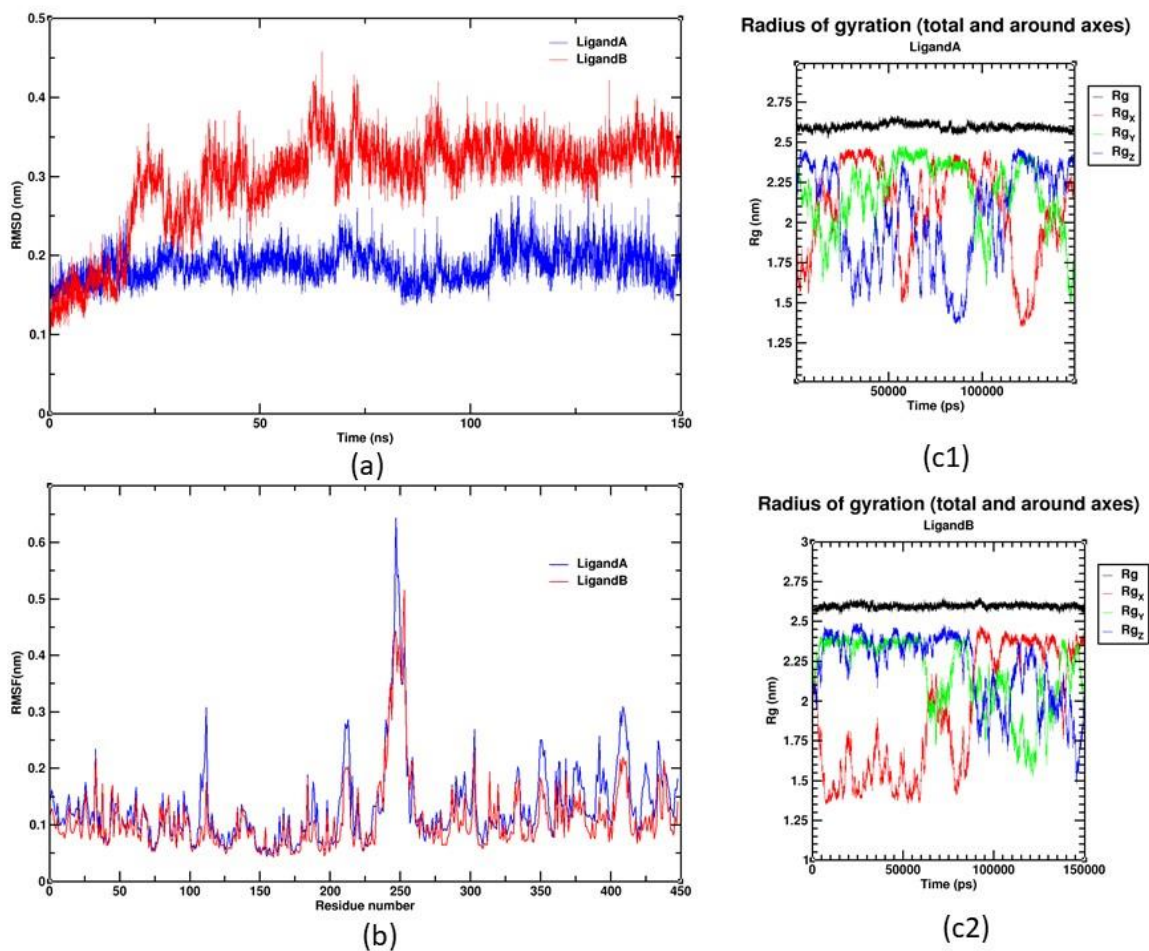 0.5
0.4
0.3
0.2
0.1
0
RMSD (nm)
LigandA
LigandB
0 50 100 150
Time (ns)
(a)
0.6
0.5
0.4
0.3
0.2
0.1
0
RMSF(nm)
LigandA
LigandB
0 50 100 150 200 250 300 350 400 450
Residue number
(b)
Radius of gyration (total and around axes)
LigandA
2.75
2.5
2.25
2
1.75
1.5
1.25
Rg (nm)
Rg
RgX
RgY
RgZ
50000 100000
Time (ps)
(c1)
Radius of gyration (total and around axes)
LigandB
3
2.75
2.5
2.25
2
1.75
1.5
1.25
1
Rg (nm)
Rg
RgX
RgY
RgZ
0 50000 100000 150000
Time (ps)
(c2)